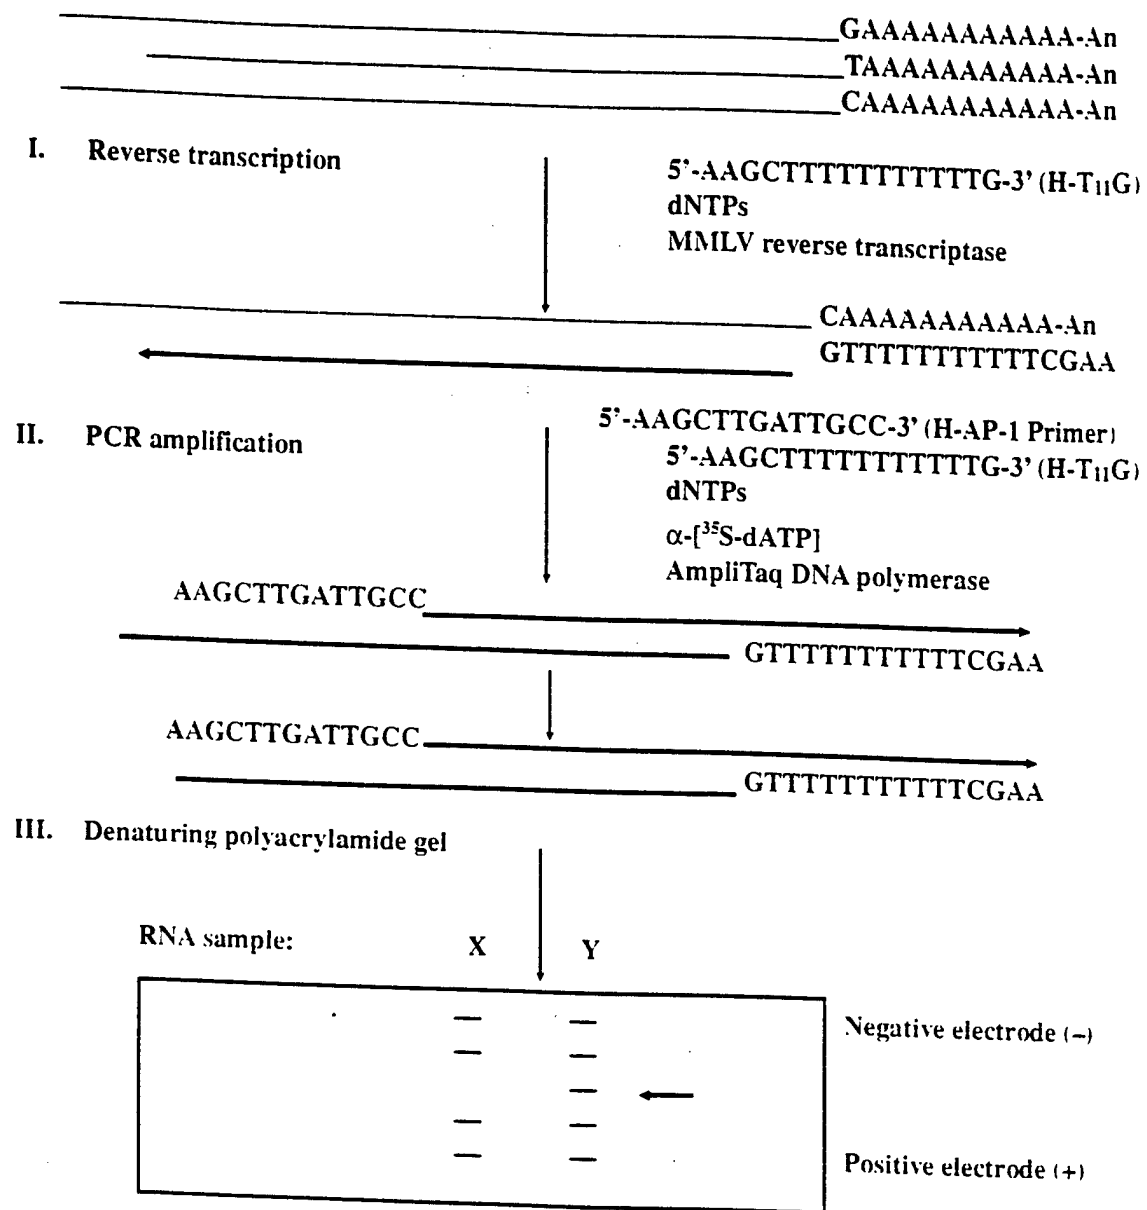 GAAAAAAAAAAA-An
TAAAAAAAAAAA-An
CAAAAAAAAAAA-An
I. Reverse transcription
5'-AAGCTTTTTTTTTTTG-3' (H-T11G)
dNTPs
MMLV reverse transcriptase
CAAAAAAAAAAA-An
GTTTTTTTTTTTCGAA
II. PCR amplification
5'-AAGCTTGATTGCC-3' (H-AP-1 Primer)
5'-AAGCTTTTTTTTTTTG-3' (H-T11G)
dNTPs
α-[35S-dATP]
AmpliTaq DNA polymerase
AAGCTTGATTGCC
GTTTTTTTTTTTCGAA
AAGCTTGATTGCC
GTTTTTTTTTTTCGAA
III. Denaturing polyacrylamide gel
RNA sample: X Y
Negative electrode (–)
Positive electrode (+)